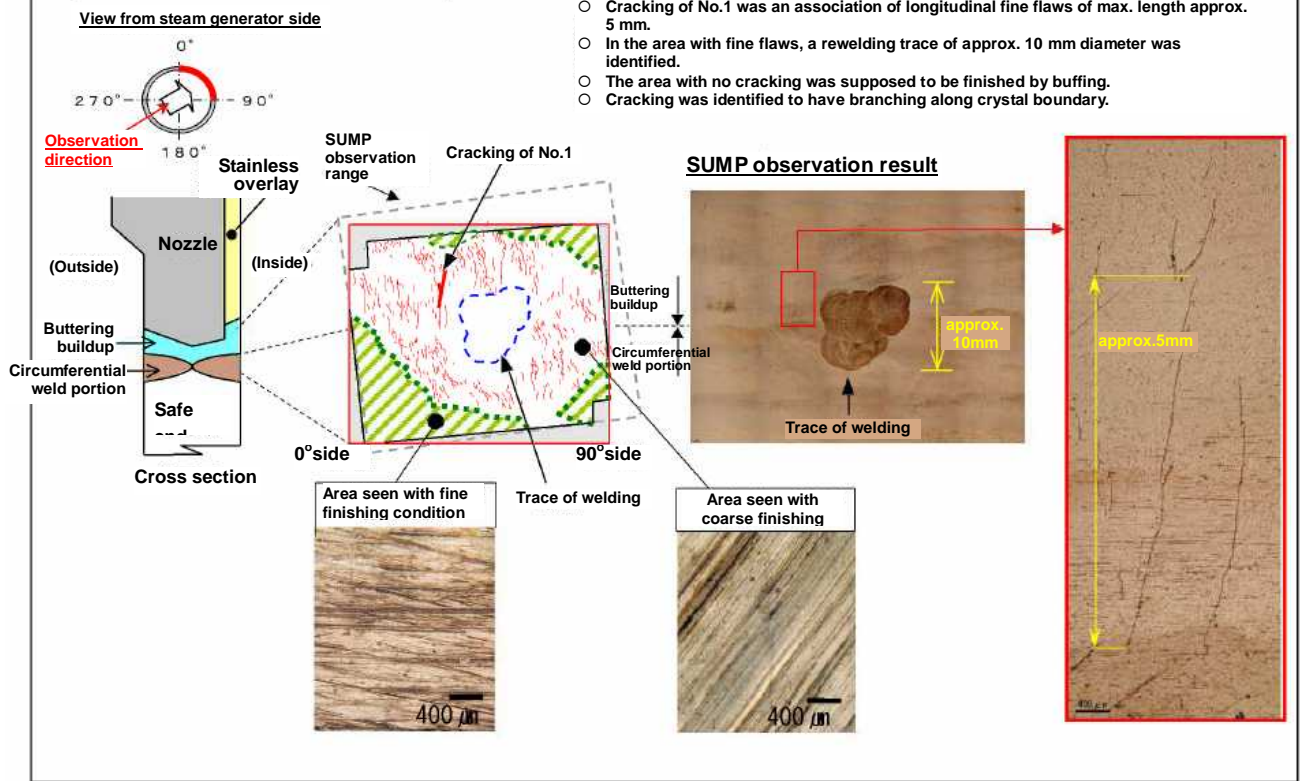 View from steam generator side
○ Cracking of No.1 was an association of longitudinal fine flaws of max. length approx.
5 mm.
○ In the area with fine flaws, a rewelding trace of approx. 10 mm diameter was
identified.
○ The area with no cracking was supposed to be finished by buffing.
○ Cracking was identified to have branching along crystal boundary.
0°
270°
90°
180°
Observation
direction
Stainless
overlay
Nozzle
(Outside)
(Inside)
Buttering
buildup
Circumferential
weld portion
Safe
Cross section
SUMP
observation
range
Cracking of No.1
0°side
90°side
Trace of welding
Buttering
buildup
Circumferential
weld portion
SUMP observation result
approx.
10mm
Trace of welding
approx.5mm
Area seen with fine
finishing condition
400 μm
Area seen with
coarse finishing
400 μm